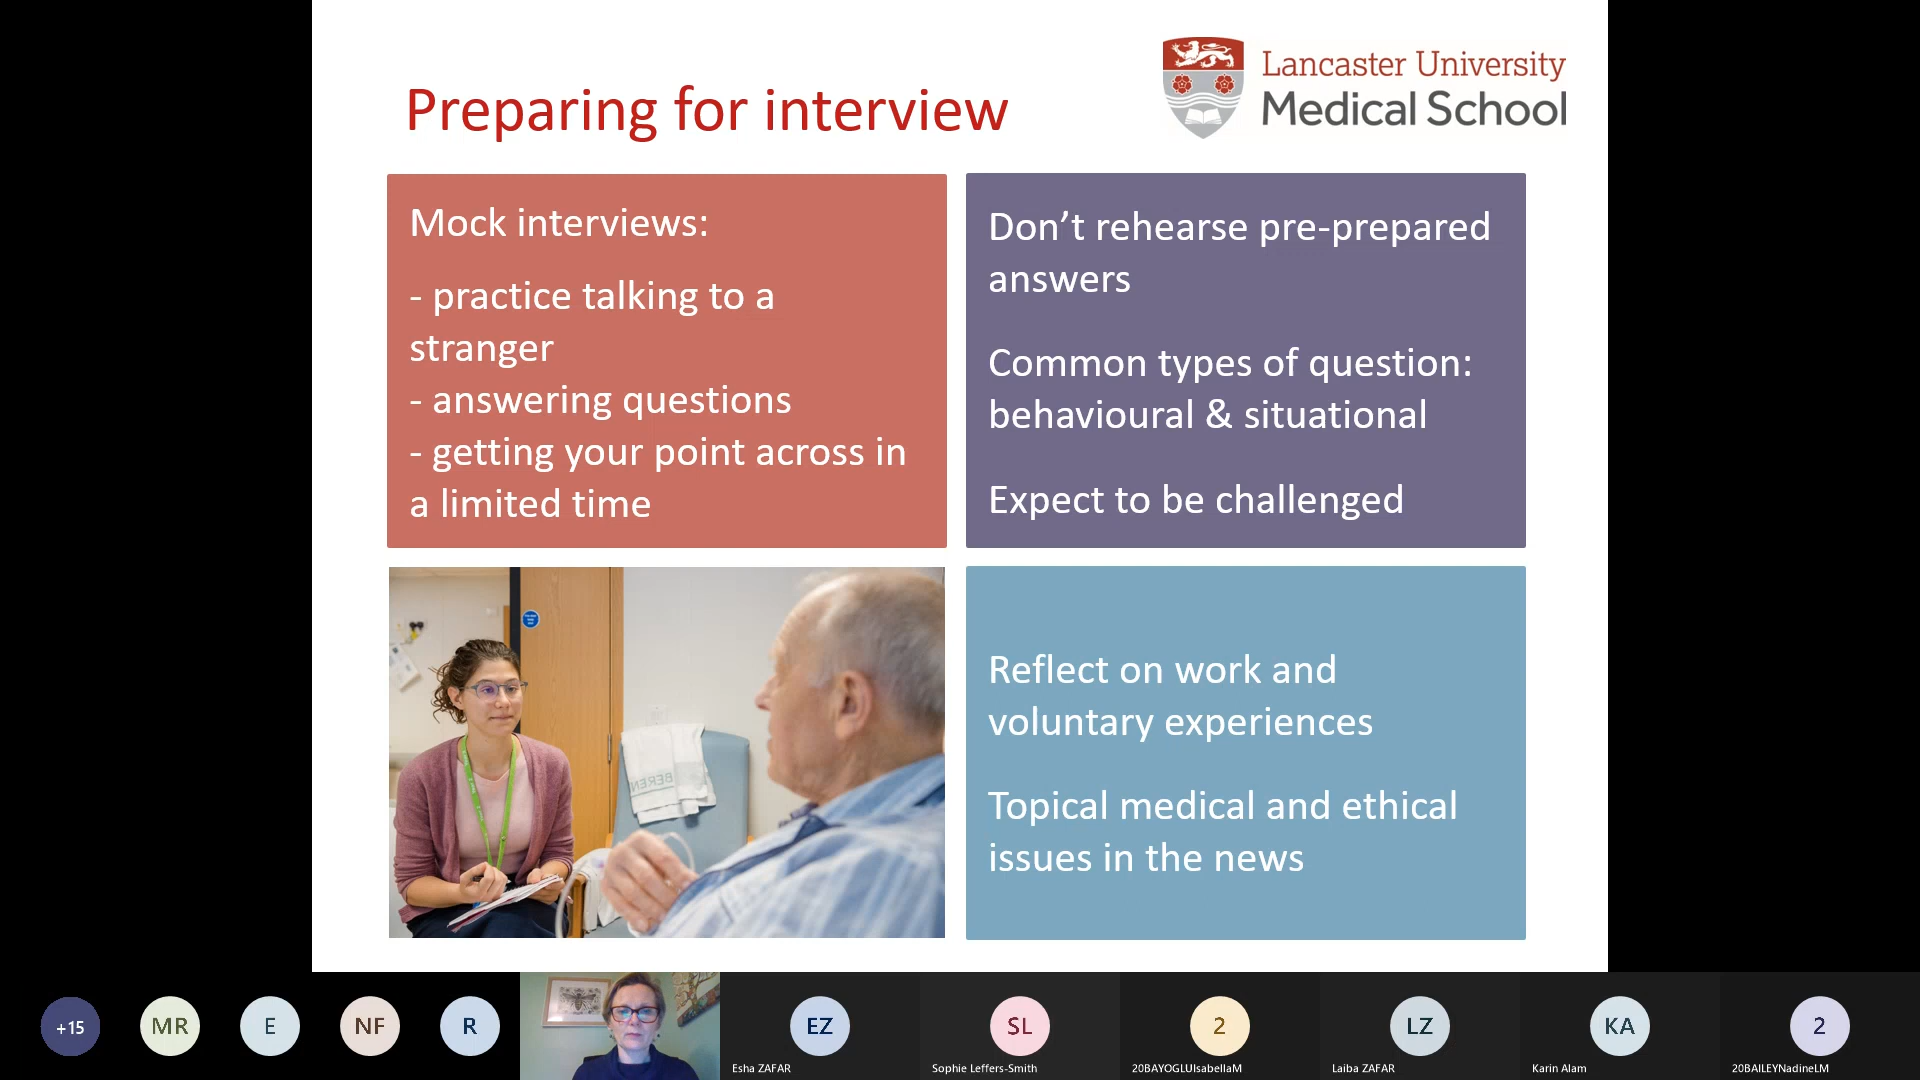 Preparing for interview
Lancaster University
Medical School
Mock interviews:
- practice talking to a
stranger
- answering questions
- getting your point across in
a limited time
Don’t rehearse pre-prepared
answers
Common types of question:
behavioural & situational
Expect to be challenged
BEREN
Reflect on work and
voluntary experiences
Topical medical and ethical
issues in the news
+15
MR
E
NF
R
EZ
Esha ZAFAR
SL
Sophie Leffers-Smith
2
20BAYOGLUIsabellaM
LZ
Laiba ZAFAR
KA
Karin Alam
2
20BAILEYNadineLM